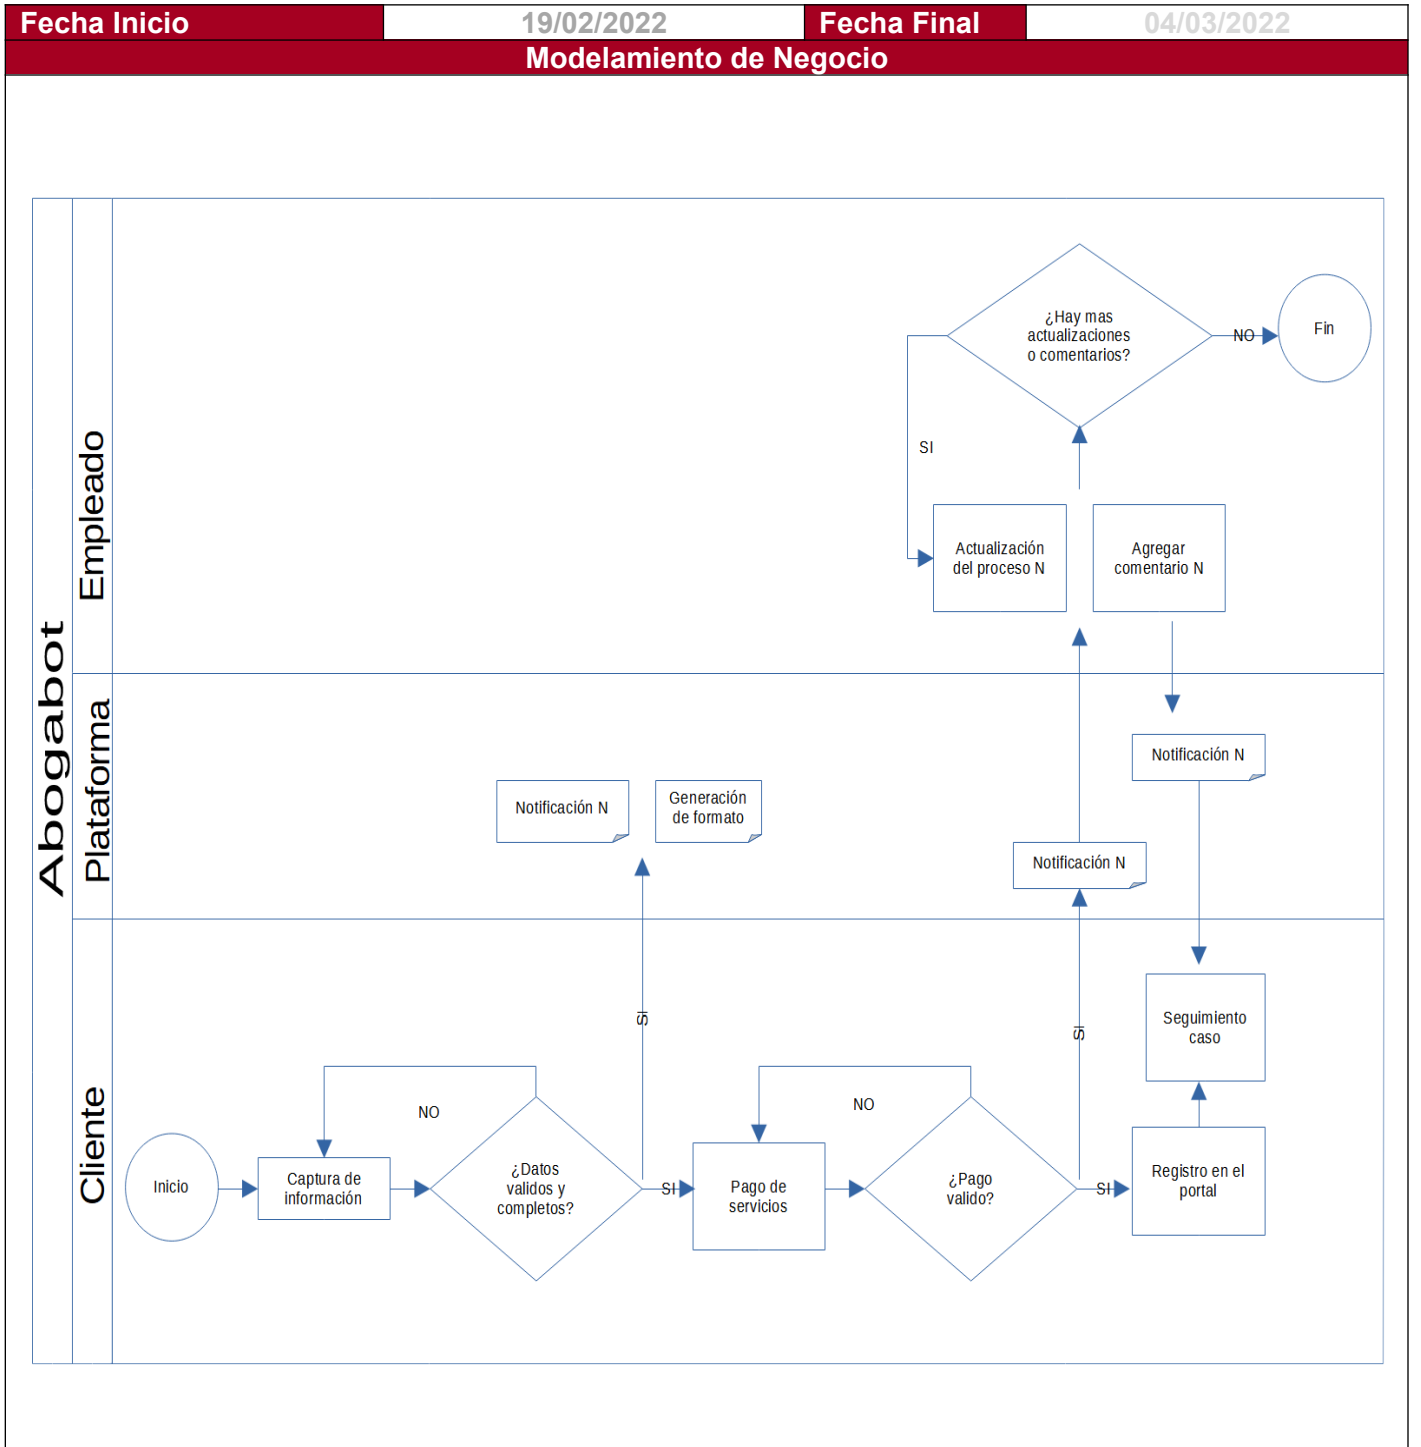 Fecha Inicio 19/02/2022 Fecha Final 04/03/2022
Modelamiento de Negocio
Abogabot
Empleado
¿Hay mas
actualizaciones
o comentarios?
NO
Fin
SI
Actualización
del proceso N
Agregar
comentario N
Plataforma
Notificación N
Notificación N
Generación
de formato
Notificación N
Cliente
SI
SI
Seguimiento
caso
NO
NO
Inicio
Captura de
información
¿Datos
validos y
completos?
SI
Pago de
servicios
¿Pago
valido?
SI
Registro en el
portal